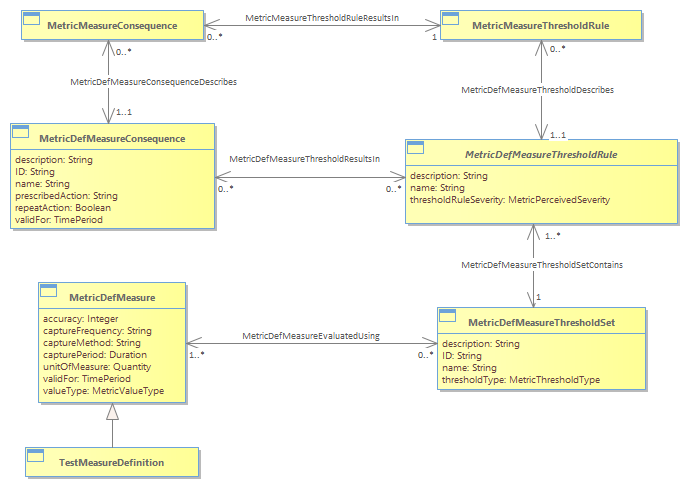 MetricMeasureConsequence
MetricMeasureThresholdRuleResultsIn
MetricMeasureThresholdRule
0..*
0..*
1
0..*
MetricDefMeasureConsequenceDescribes
MetricDefMeasureThresholdDescribes
1..1
1..1
MetricDefMeasureConsequence
description: String
ID: String
name: String
prescribedAction: String
repeatAction: Boolean
validFor: TimePeriod
MetricDefMeasureThresholdResultsIn
0..*
0..*
MetricDefMeasureThresholdRule
description: String
name: String
thresholdRuleSeverity: MetricPerceivedSeverity
1..*
MetricDefMeasureThresholdSetContains
1
MetricDefMeasure
accuracy: Integer
captureFrequency: String
captureMethod: String
capturePeriod: Duration
unitOfMeasure: Quantity
validFor: TimePeriod
valueType: MetricValueType
MetricDefMeasureEvaluatedUsing
1..*
0..*
MetricDefMeasureThresholdSet
description: String
ID: String
name: String
thresholdType: MetricThresholdType
TestMeasureDefinition